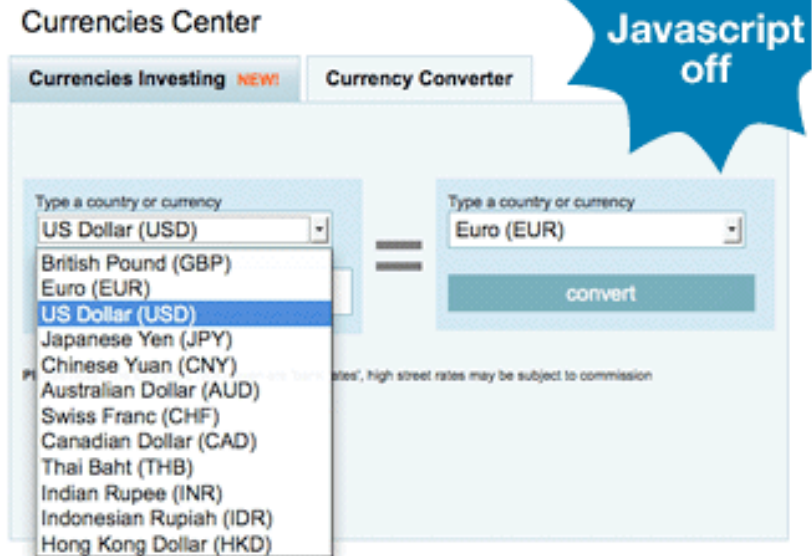 Currencies Center
Javascript
off
Currencies Investing NEW!
Currency Converter
Type a country or currency
US Dollar (USD)
British Pound (GBP)
Euro (EUR)
US Dollar (USD)
Japanese Yen (JPY)
Chinese Yuan (CNY)
Australian Dollar (AUD)
Swiss Franc (CHF)
Canadian Dollar (CAD)
Thai Baht (THB)
Indian Rupee (INR)
Indonesian Rupiah (IDR)
Hong Kong Dollar (HKD)
Type a country or currency
Euro (EUR)
convert
high street rates may be subject to commission